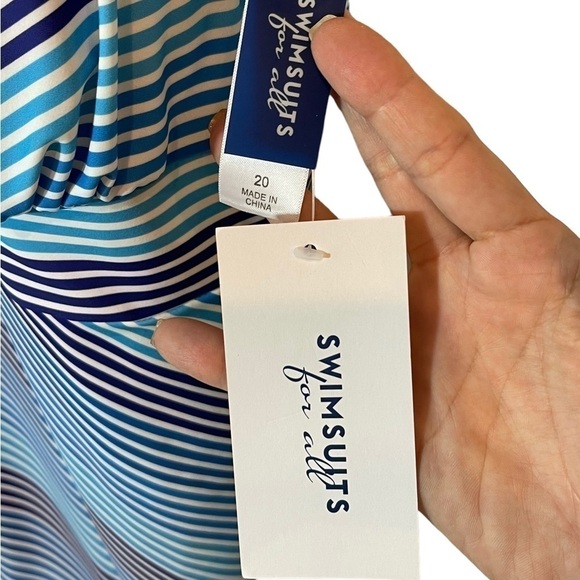 SWIMSUITS
for all
20
MADE IN
CHINA
SWIMSUITS
for all